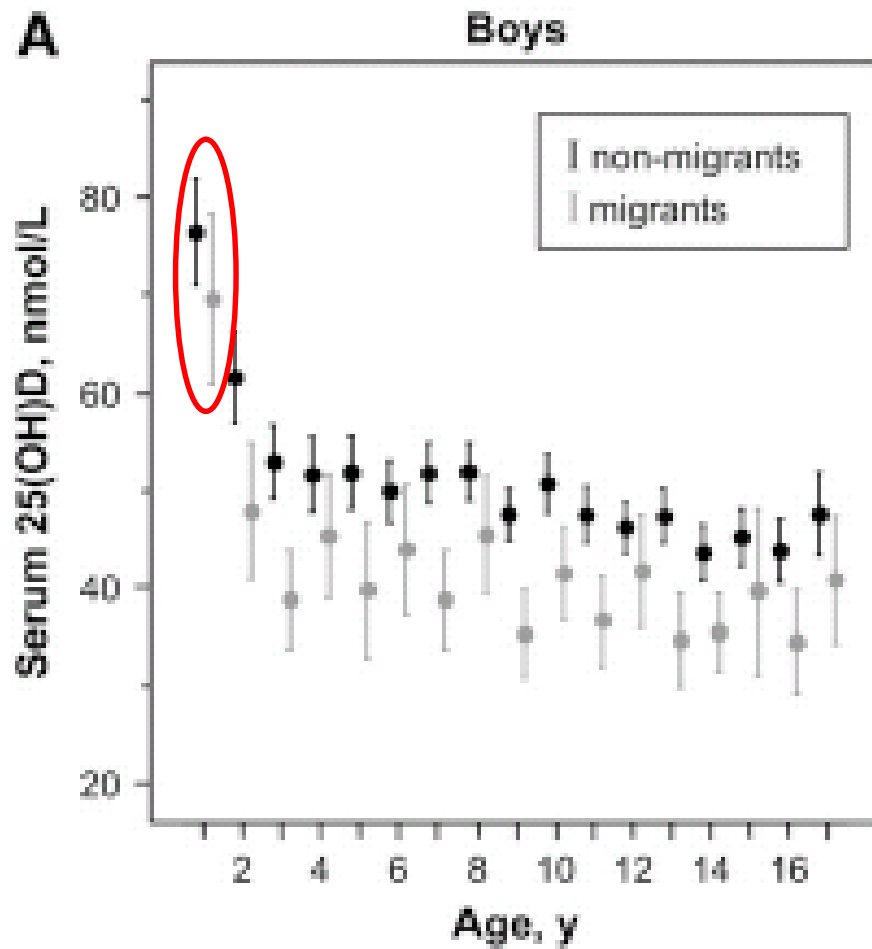 A
Boys
non-migrants
migrants
Serum 25(OH)D, nmol/L
80
60
40
20
2 4 6 8 10 12 14 16
Age, y